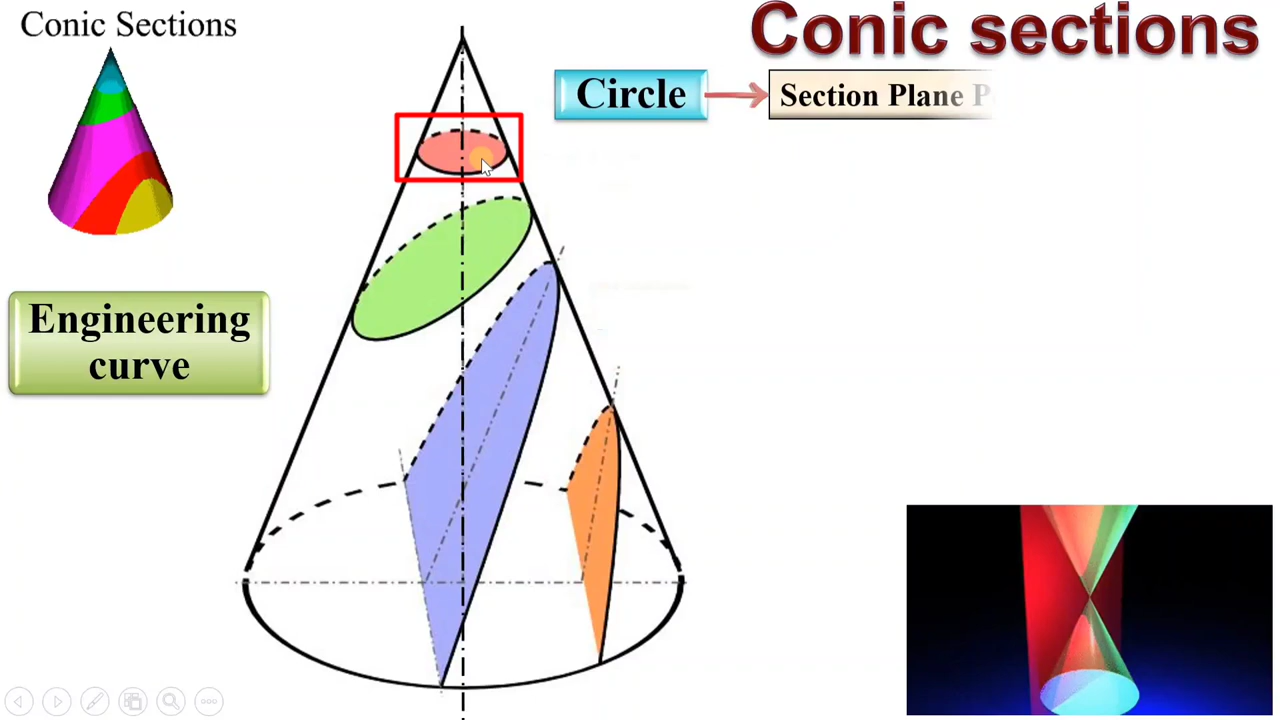 Conic Sections
Conic sections
Circle
Section Plane
Engineering
curve